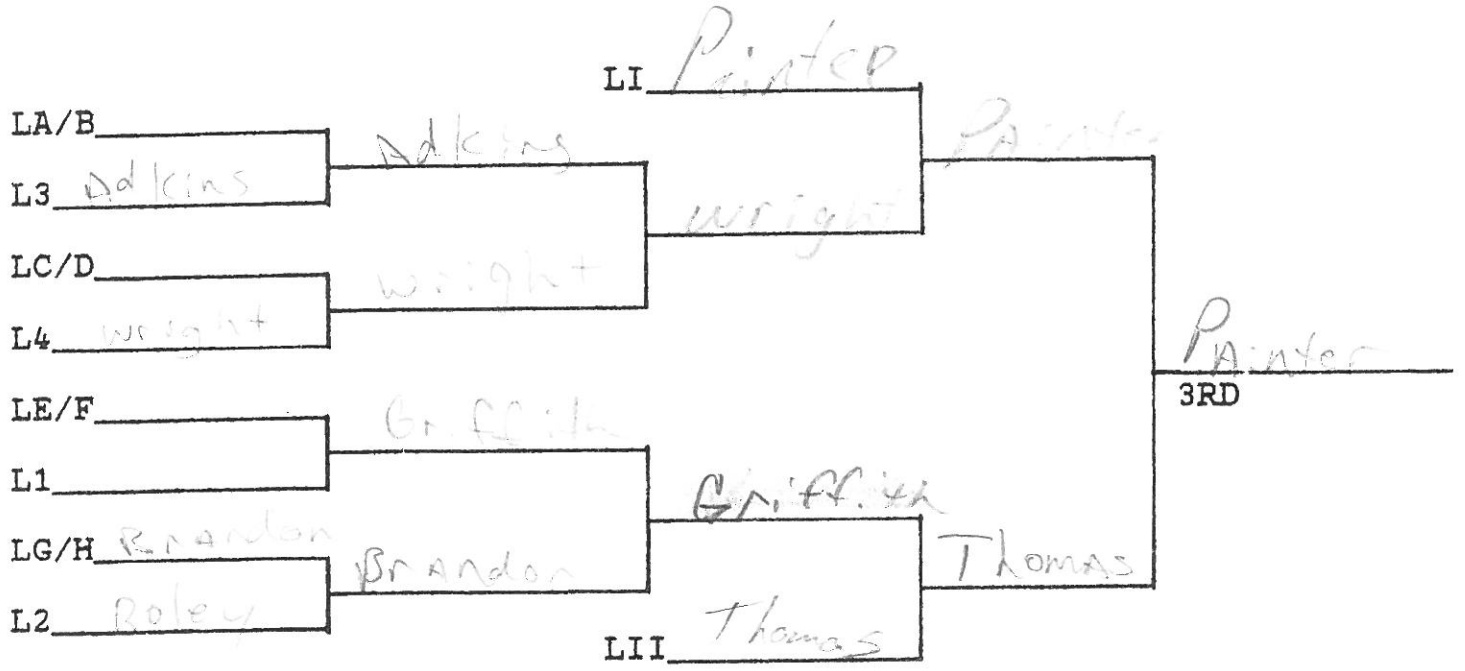 LI Painter
LA/B
Adkins
PAinter
L3 Adkins
Wright
LC/D
Wright
L4 Wright
PAinter
3RD
LE/F
Griffith
L1
Griffith
LG/H BrAndon
BrAndon
ThomAs
L2 Boley
LII Thomas